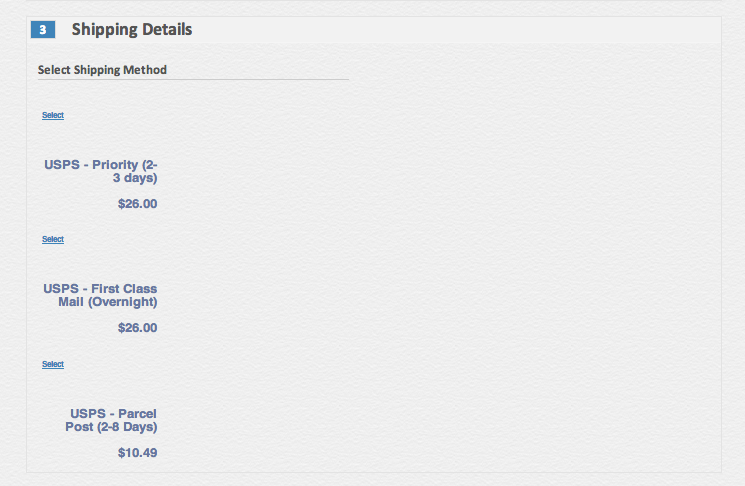 3 Shipping Details
Select Shipping Method
Select
USPS - Priority (2-
3 days)
$26.00
Select
USPS - First Class
Mail (Overnight)
$26.00
Select
USPS - Parcel
Post (2-8 Days)
$10.49